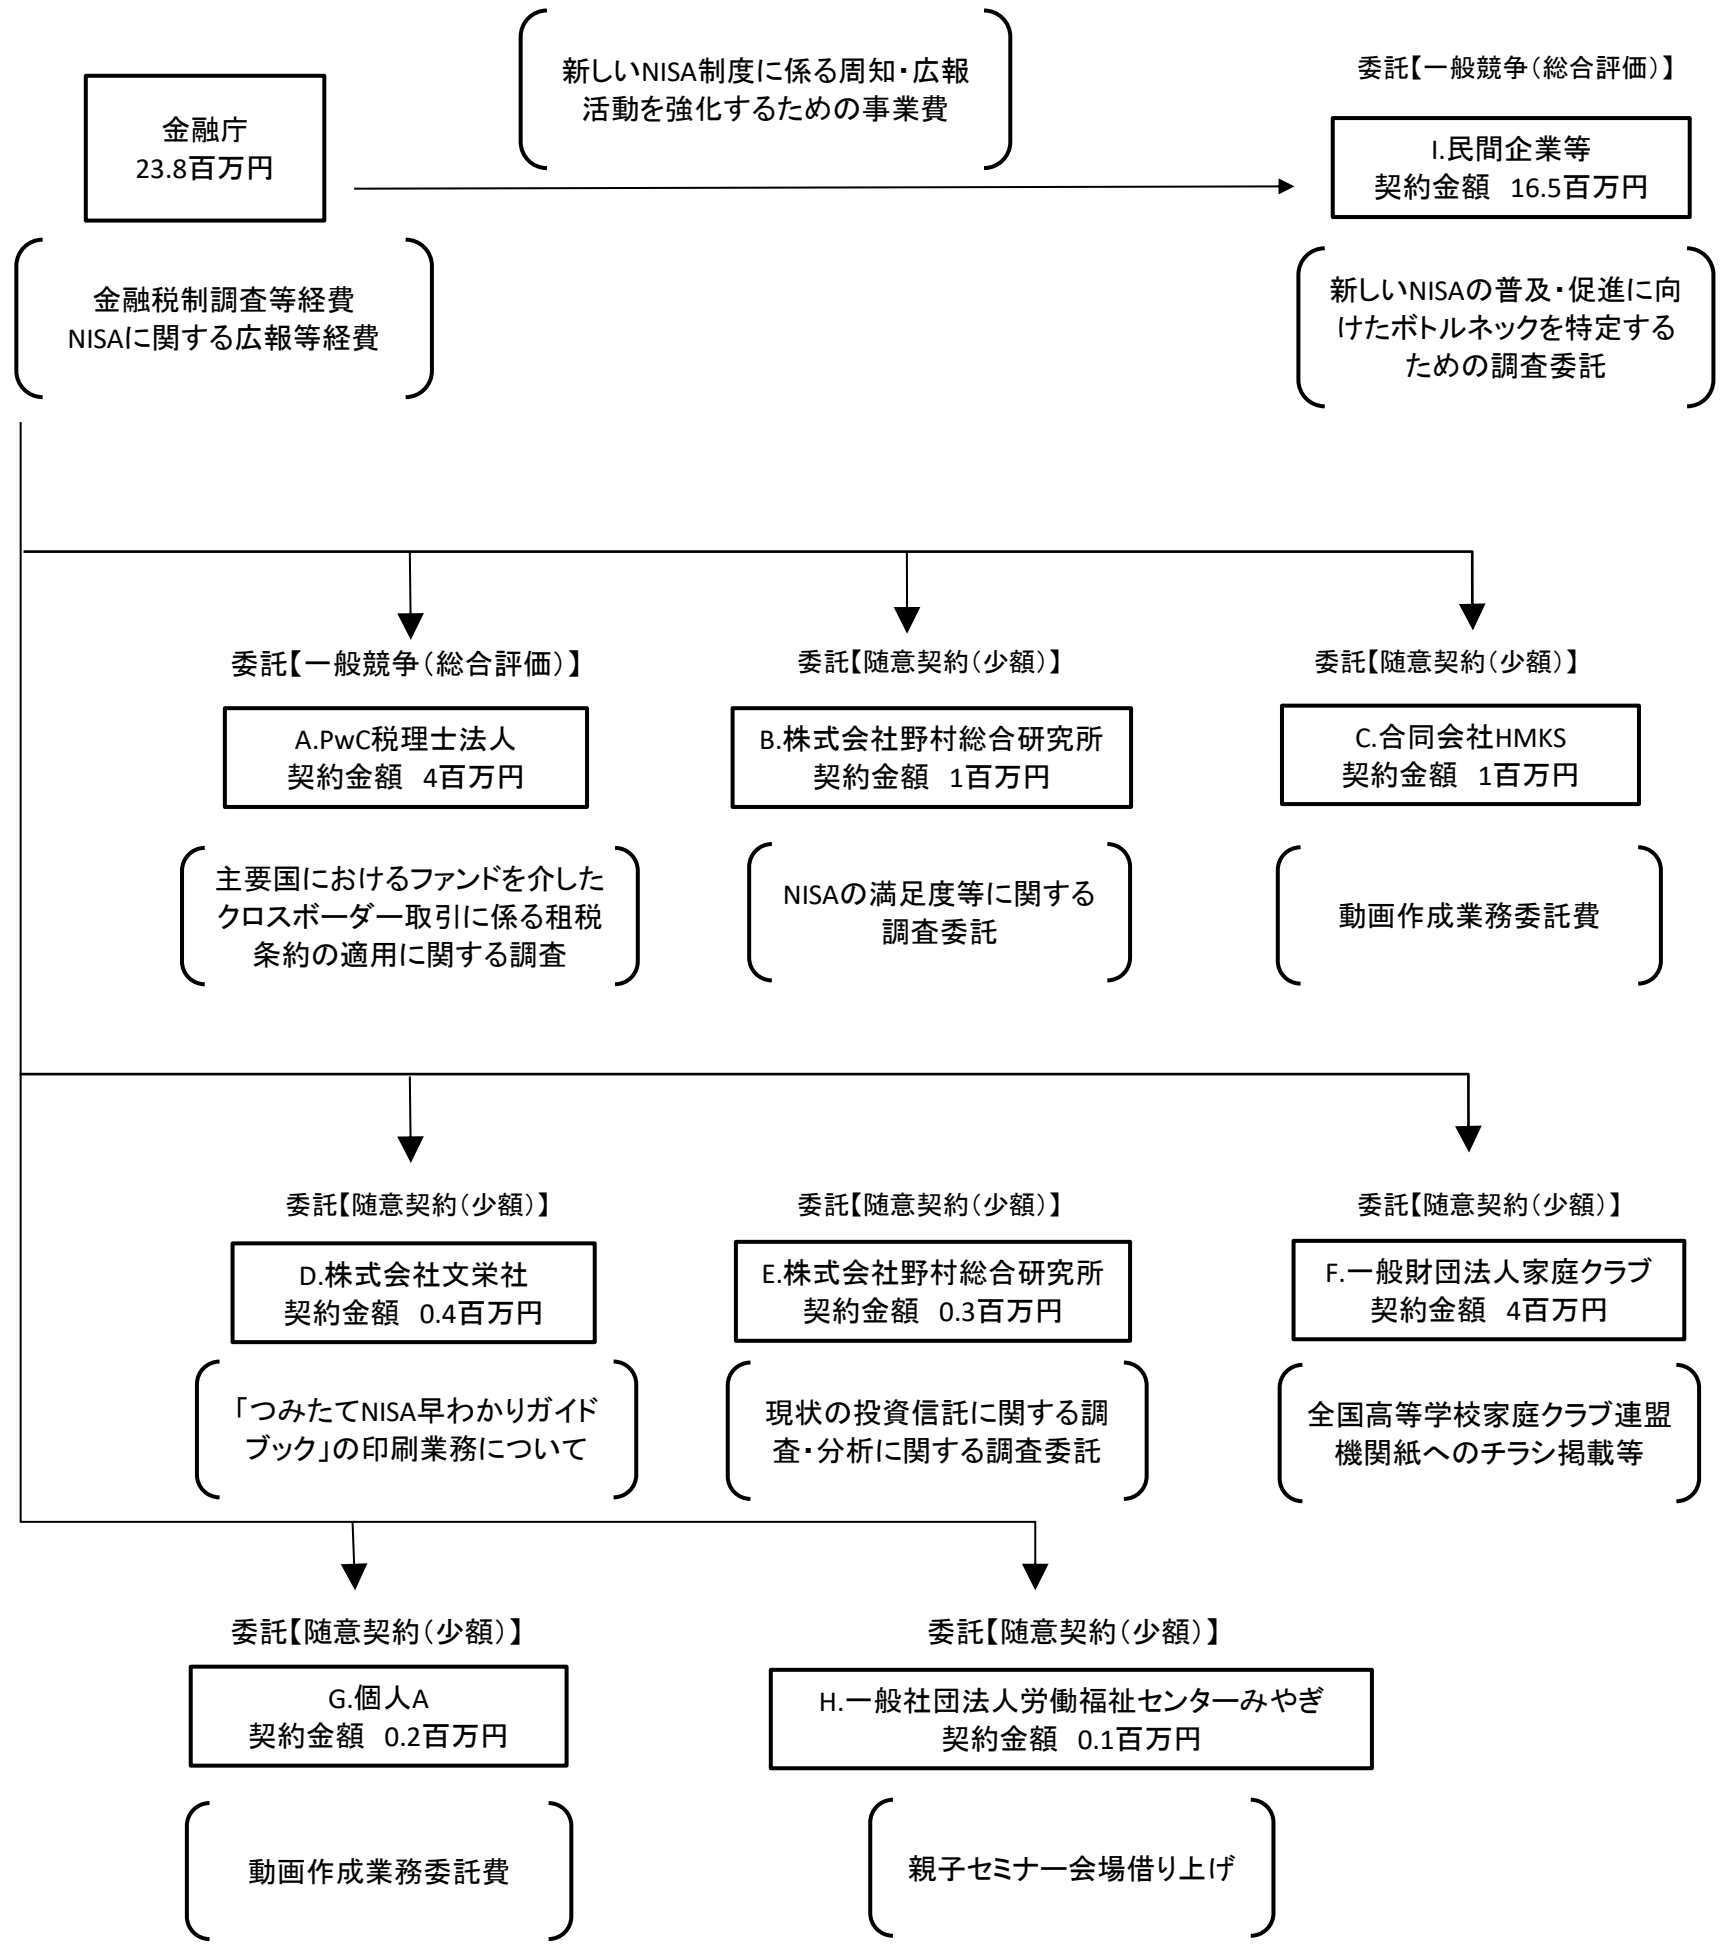 新しいNISA制度に係る周知・広報
活動を強化するための事業費
委託【一般競争（総合評価）】
金融庁
23.8百万円
I.民間企業等
契約金額　16.5百万円
金融税制調査等経費
NISAに関する広報等経費
新しいNISAの普及・促進に向
けたボトルネックを特定する
ための調査委託
委託【一般競争（総合評価）】
A.PwC税理士法人
契約金額　4百万円
主要国におけるファンドを介した
クロスボーダー取引に係る租税
条約の適用に関する調査
委託【随意契約（少額）】
B.株式会社野村総合研究所
契約金額　1百万円
NISAの満足度等に関する
調査委託
委託【随意契約（少額）】
C.合同会社HMKS
契約金額　1百万円
動画作成業務委託費
委託【随意契約（少額）】
D.株式会社文栄社
契約金額　0.4百万円
「つみたてNISA早わかりガイド
ブック」の印刷業務について
委託【随意契約（少額）】
E.株式会社野村総合研究所
契約金額　0.3百万円
現状の投資信託に関する調
査・分析に関する調査委託
委託【随意契約（少額）】
F.一般財団法人家庭クラブ
契約金額　4百万円
全国高等学校家庭クラブ連盟
機関紙へのチラシ掲載等
委託【随意契約（少額）】
G.個人A
契約金額　0.2百万円
動画作成業務委託費
委託【随意契約（少額）】
H.一般社団法人労働福祉センターみやぎ
契約金額　0.1百万円
親子セミナー会場借り上げ